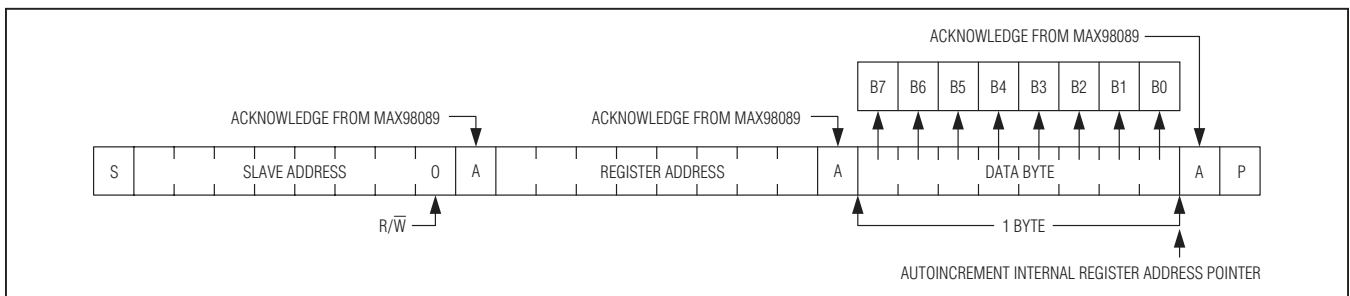 ACKNOWLEDGE FROM MAX98089
B7 B6 B5 B4 B3 B2 B1 B0
ACKNOWLEDGE FROM MAX98089 ACKNOWLEDGE FROM MAX98089
S SLAVE ADDRESS 0 A REGISTER ADDRESS A DATA BYTE A P
R/W̅ 1 BYTE
AUTOINCREMENT INTERNAL REGISTER ADDRESS POINTER